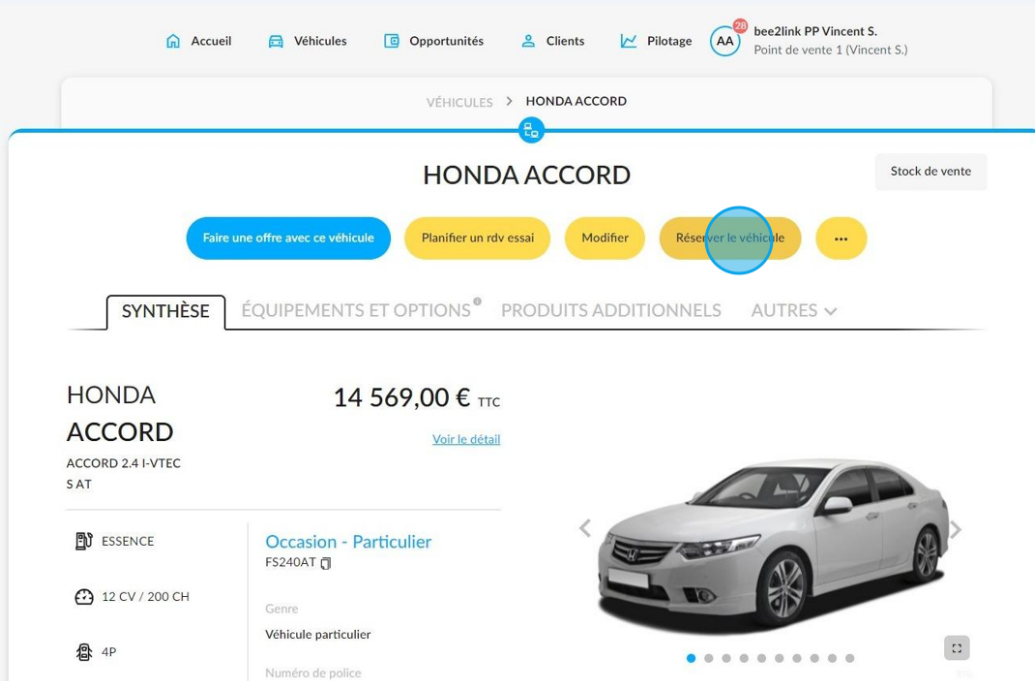 Accueil
Véhicules
Opportunités
Clients
Pilotage
AA
28
bee2link PP Vincent S.
Point de vente 1 (Vincent S.)
VÉHICULES > HONDA ACCORD
HONDA ACCORD
Stock de vente
Faire une offre avec ce véhicule
Planifier un rdv essai
Modifier
Réserver le véhicule
...
SYNTHÈSE
ÉQUIPEMENTS ET OPTIONS
PRODUITS ADDITIONNELS
AUTRES
HONDA
ACCORD
ACCORD 2.4 I-VTEC
S AT
14 569,00 € TTC
Voir le détail
ESSENCE
12 CV / 200 CH
4P
Occasion - Particulier
FS240AT
Genre
Véhicule particulier
Numéro de police